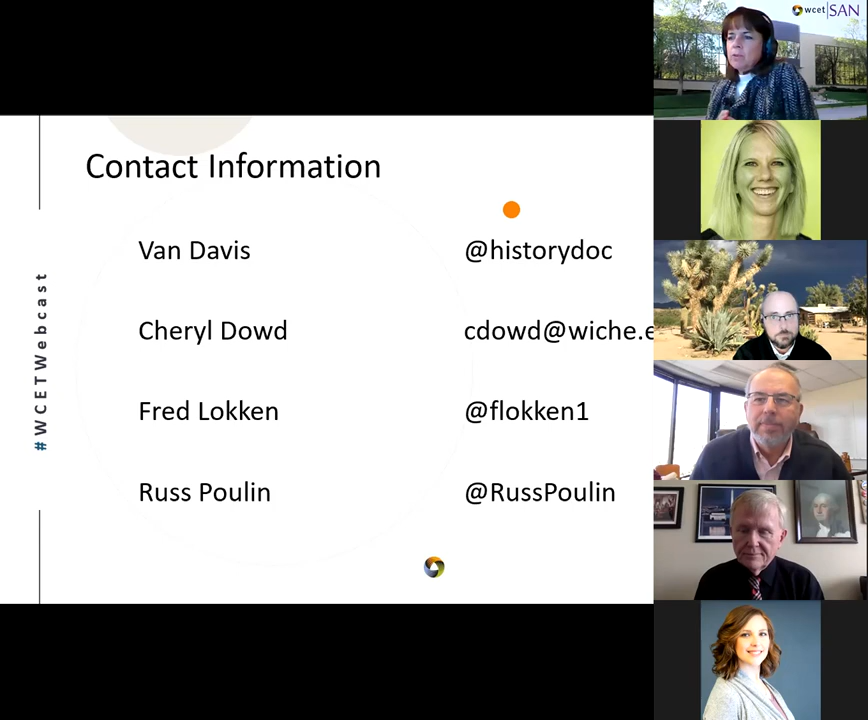 wcet SAN
Contact Information
Van Davis @historydoc
Cheryl Dowd cdowd@wiche.e
Fred Lokken @flokken1
Russ Poulin @RussPoulin
#WCETWebcast